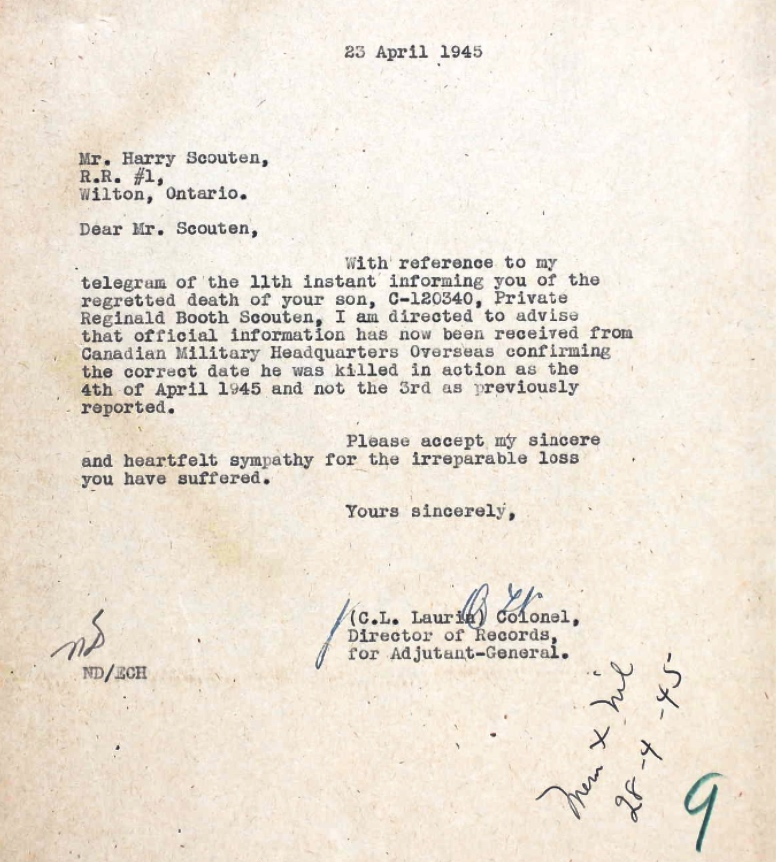 23 April 1945
Mr. Harry Scouten,
R.R. #1,
Wilton, Ontario.
Dear Mr. Scouten,
With reference to my
telegram of the 11th instant informing you of the
regretted death of your son, C-120340, Private
Reginald Booth Scouten, I am directed to advise
that official information has now been received from
Canadian Military Headquarters Overseas confirming
the correct date he was killed in action as the
4th of April 1945 and not the 3rd as previously
reported.
Please accept my sincere
and heartfelt sympathy for the irreparable loss
you have suffered.
Yours sincerely,
(C.L. Laurin) Colonel,
Director of Records,
for Adjutant-General.
ND
ND/ECH
Mem X Nil
28-4-45
9